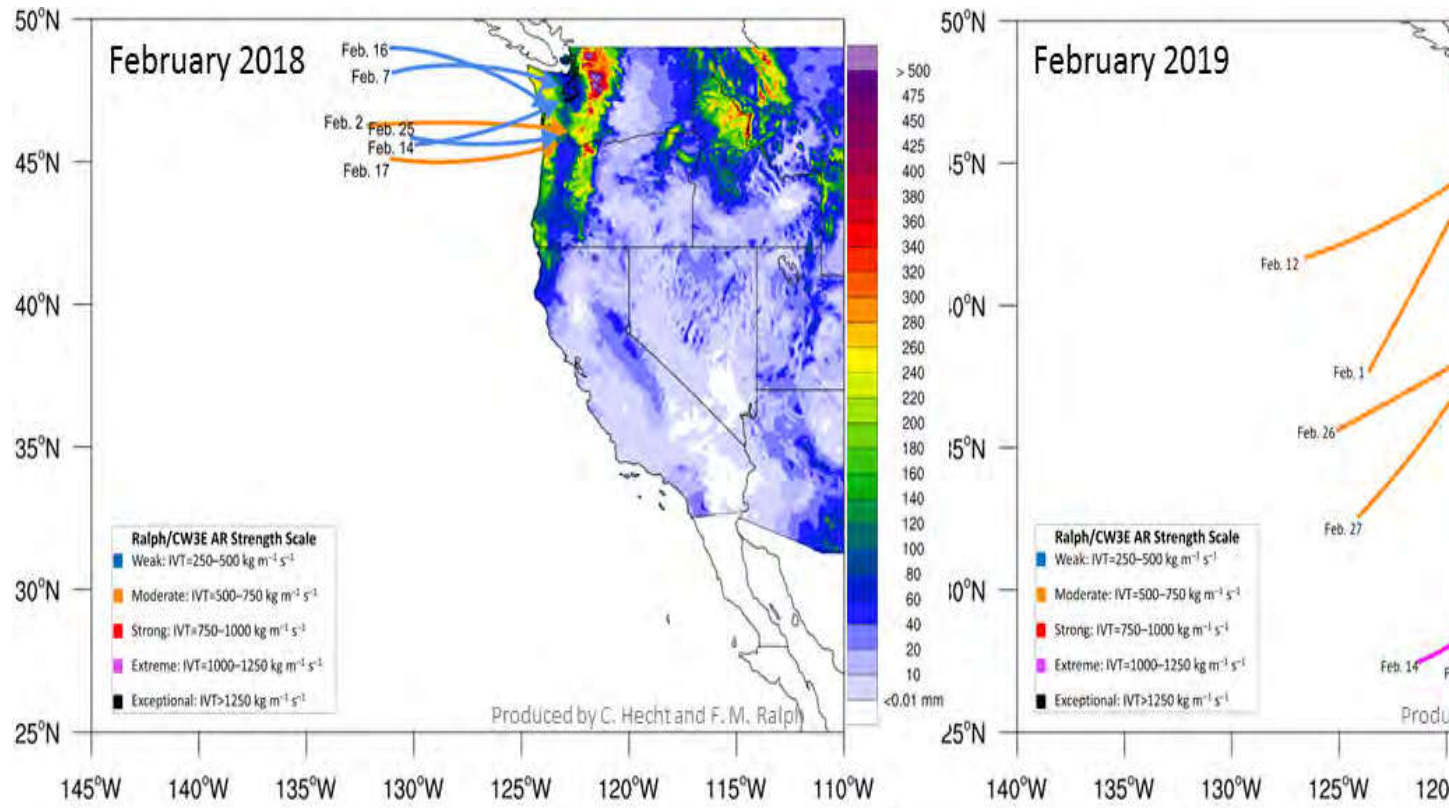 50°N
February 2018
Feb. 16
Feb. 7
Feb. 2
Feb. 25
Feb. 14
Feb. 17
45°N
40°N
35°N
30°N
25°N
Ralph/CW3E AR Strength Scale
Weak: IVT=250–500 kg m⁻¹ s⁻¹
Moderate: IVT=500–750 kg m⁻¹ s⁻¹
Strong: IVT=750–1000 kg m⁻¹ s⁻¹
Extreme: IVT=1000–1250 kg m⁻¹ s⁻¹
Exceptional: IVT>1250 kg m⁻¹ s⁻¹
Produced by C. Hecht and F. M. Ralph
145°W 140°W 135°W 130°W 125°W 120°W 115°W 110°W
> 500
475
450
425
400
380
360
340
320
300
280
260
240
220
200
180
160
140
120
100
80
60
40
20
10
<0.01 mm
50°N
February 2019
45°N
Feb. 12
40°N
Feb. 1
35°N
Feb. 26
Feb. 27
30°N
Feb. 14
25°N
Ralph/CW3E AR Strength Scale
Weak: IVT=250–500 kg m⁻¹ s⁻¹
Moderate: IVT=500–750 kg m⁻¹ s⁻¹
Strong: IVT=750–1000 kg m⁻¹ s⁻¹
Extreme: IVT=1000–1250 kg m⁻¹ s⁻¹
Exceptional: IVT>1250 kg m⁻¹ s⁻¹
140°W 135°W 130°W 125°W